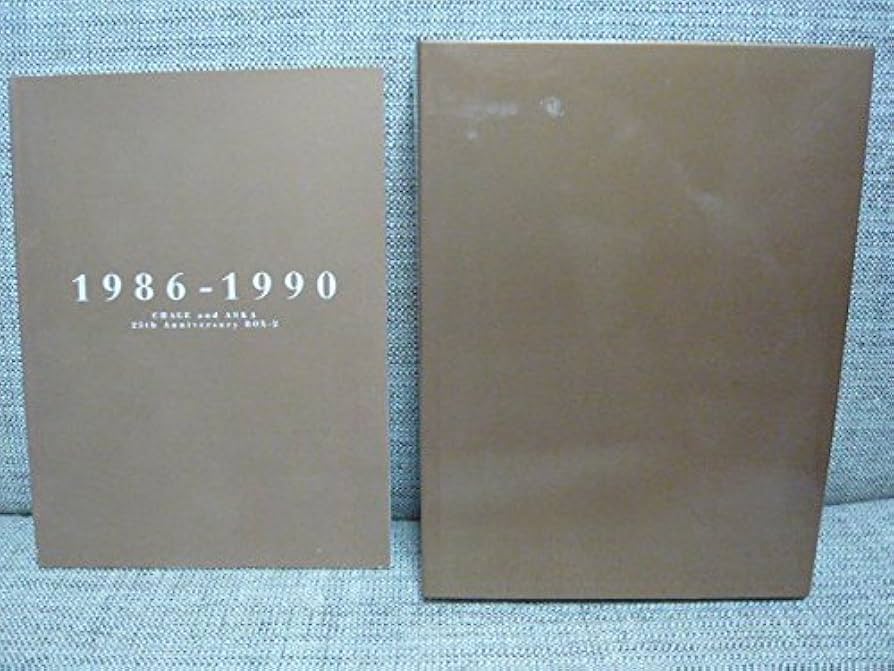 1986-1990
CHAGE and ASKA
25th Anniversary BOX-2